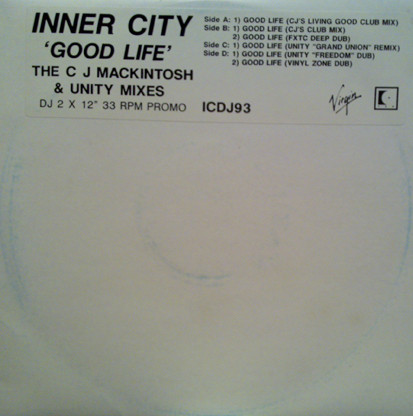 INNER CITY
'GOOD LIFE'
THE C J MACKINTOSH
& UNITY MIXES
DJ 2 X 12" 33 RPM PROMO
ICDJ93
Side A: 1) GOOD LIFE (CJ'S LIVING GOOD CLUB MIX)
Side B: 1) GOOD LIFE (CJ'S CLUB MIX)
2) GOOD LIFE (FXTC DEEP DUB)
Side C: 1) GOOD LIFE (UNITY "GRAND UNION" REMIX)
Side D: 1) GOOD LIFE (UNITY "FREEDOM" DUB)
2) GOOD LIFE (VINYL ZONE DUB)
Virgin